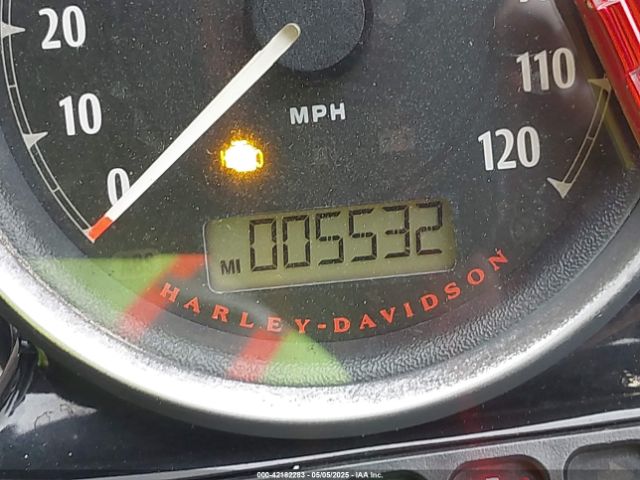 20
10
0
MPH
110
120
MI 005532
HARLEY-DAVIDSON
000-42182283 - 05/05/2025 - IAA Inc.